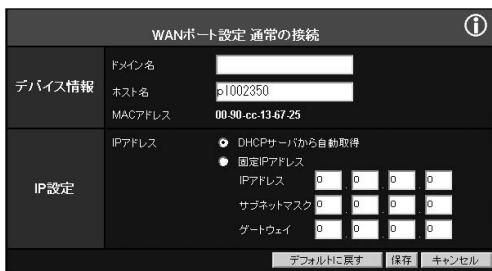 WANポート設定 通常の接続
デバイス情報
ドメイン名
ホスト名 pl002350
MACアドレス 00-90-cc-13-67-25
IP設定
IPアドレス DHCPサーバから自動取得
固定IPアドレス
IPアドレス 0 . 0 . 0 . 0
サブネットマスク 0 . 0 . 0 . 0
ゲートウェイ 0 . 0 . 0 . 0
デフォルトに戻す 保存 キャンセル